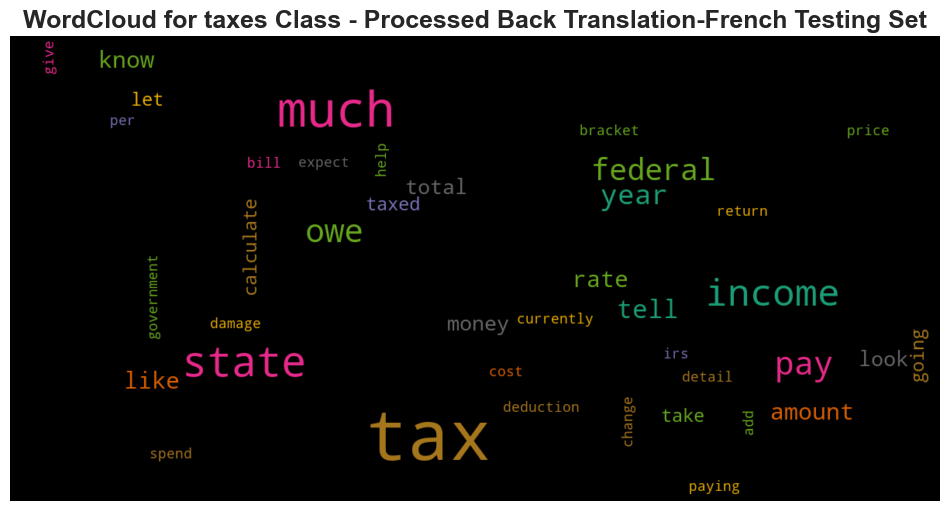 WordCloud for taxes Class - Processed Back Translation-French Testing Set
give
know
let
per
much
bracket
price
bill
expect
help
federal
total
year
taxed
return
calculate
owe
government
rate
income
tell
money
currently
damage
state
irs
pay
look
going
like
cost
detail
deduction
change
take
add
amount
tax
spend
paying